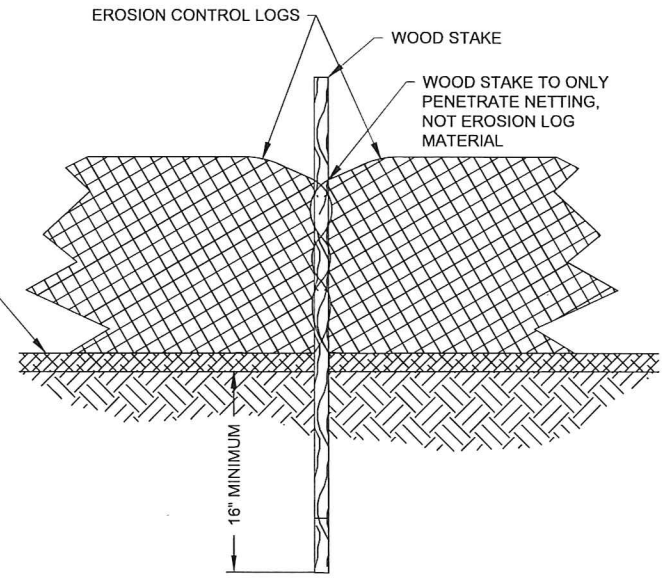 EROSION CONTROL LOGS
WOOD STAKE
WOOD STAKE TO ONLY
PENETRATE NETTING,
NOT EROSION LOG
MATERIAL
16" MINIMUM